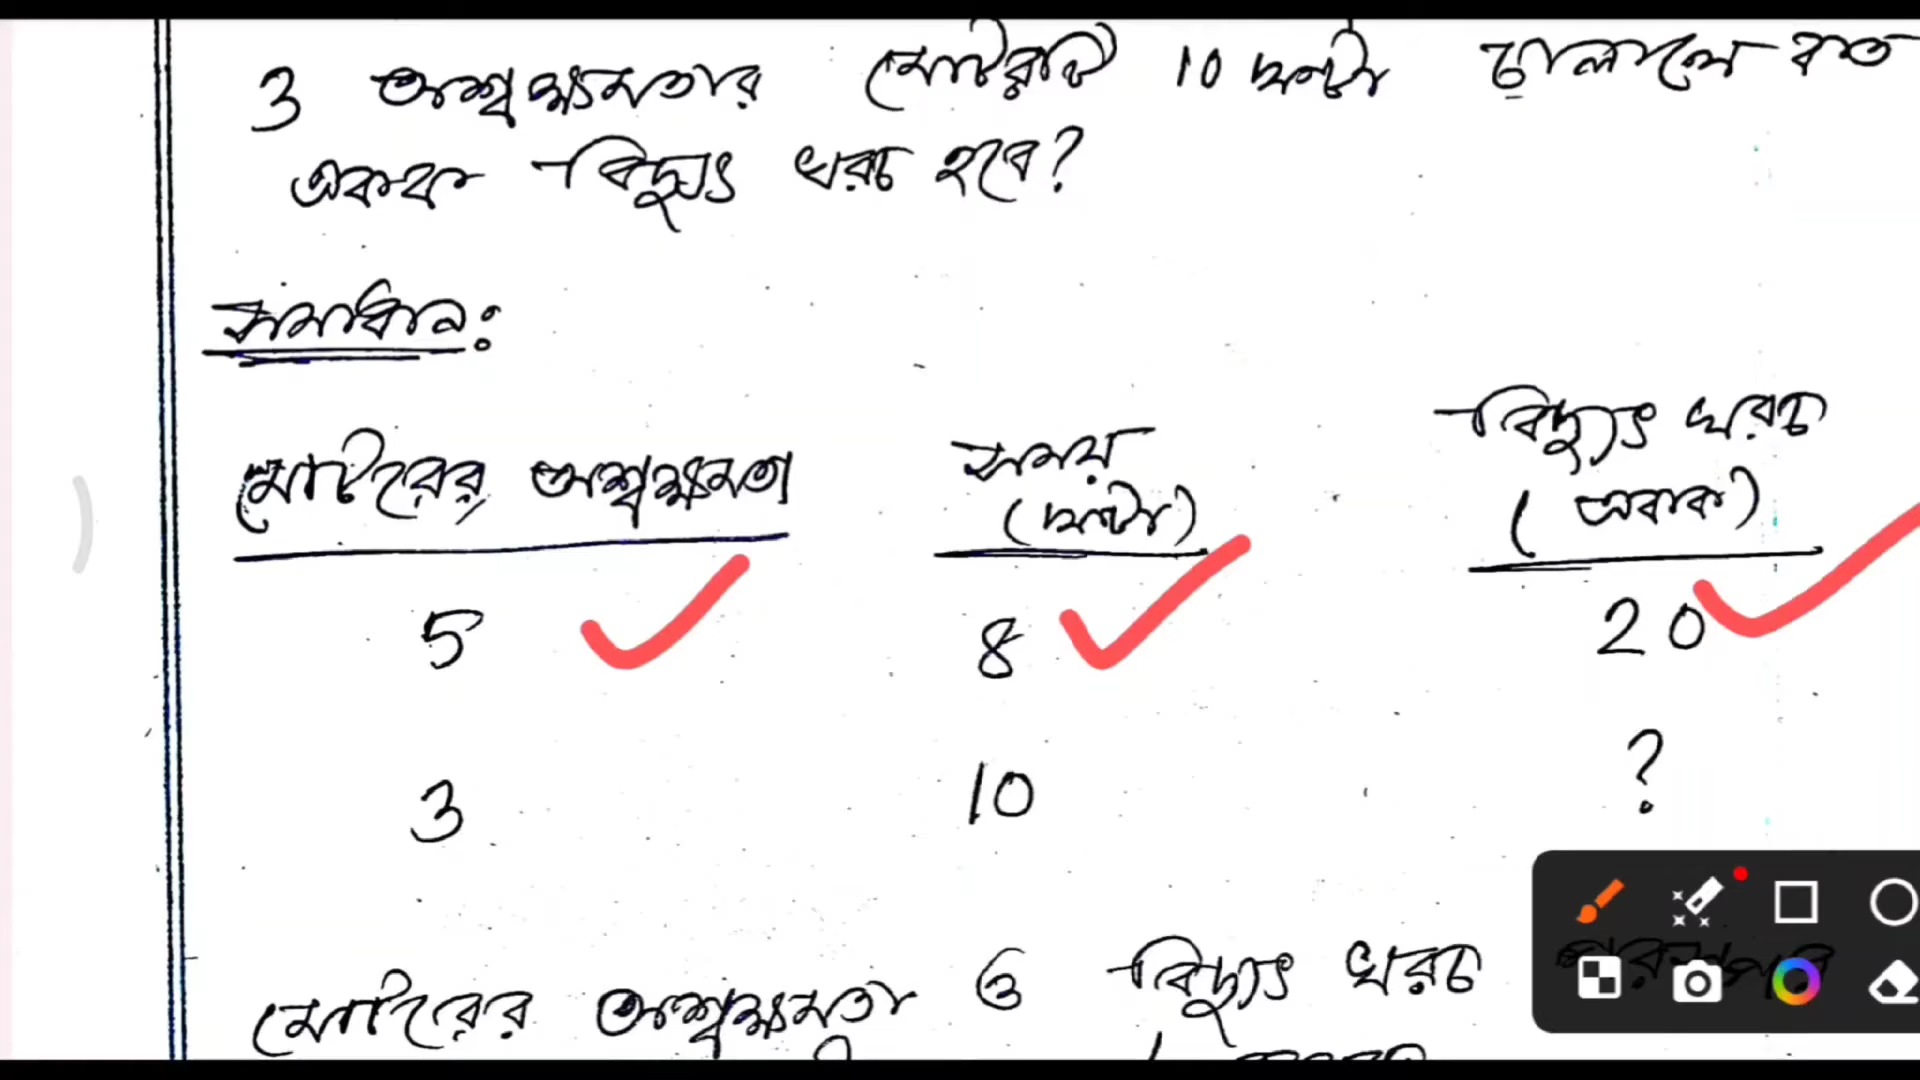 3 অশ্বক্ষমতার মোটরটি 10 ঘন্টা চালালে কত
একক বিদ্যুৎ খরচ হবে?
সমাধান:
মোটরের অশ্বক্ষমতা
সময়
(ঘন্টা)
বিদ্যুৎ খরচ
(একক)
5 8 20
3 10 ?
মোটরের অশ্বক্ষমতা ও বিদ্যুৎ খরচ